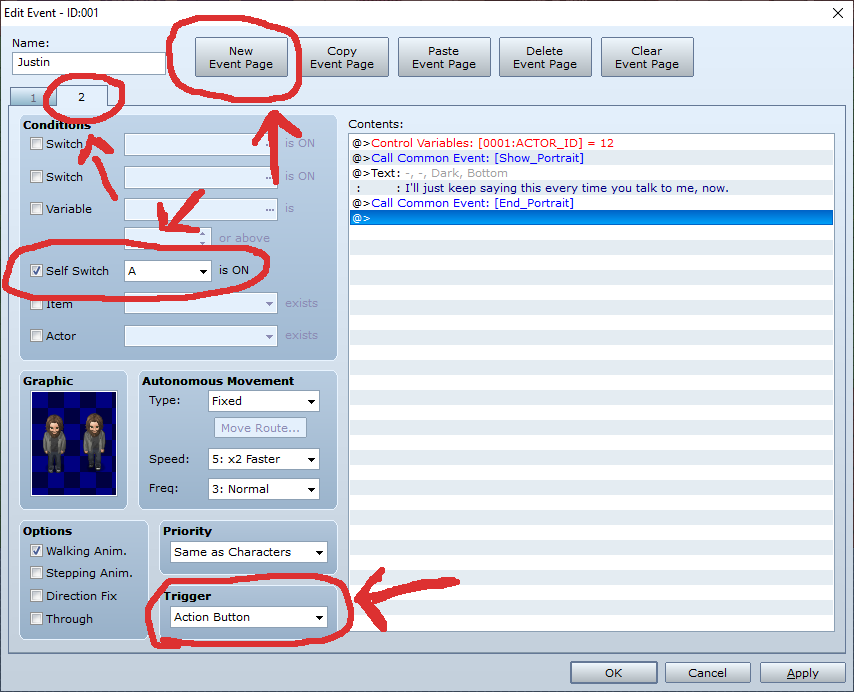 Edit Event - ID:001
Name:
Justin
New
Event Page
Copy
Event Page
Paste
Event Page
Delete
Event Page
Clear
Event Page
1
2
Conditions
Switch
... is ON
Switch
... is ON
Variable
... is
or above
Self Switch A is ON
Item
exists
Actor
exists
Graphic
Autonomous Movement
Type: Fixed
Move Route...
Speed: 5: x2 Faster
Freq: 3: Normal
Options
Walking Anim.
Stepping Anim.
Direction Fix
Through
Priority
Same as Characters
Trigger
Action Button
Contents:
@>Control Variables: [0001:ACTOR_ID] = 12
@>Call Common Event: [Show_Portrait]
@>Text: -, -, Dark, Bottom
: : I'll just keep saying this every time you talk to me, now.
@>Call Common Event: [End_Portrait]
@>
OK
Cancel
Apply